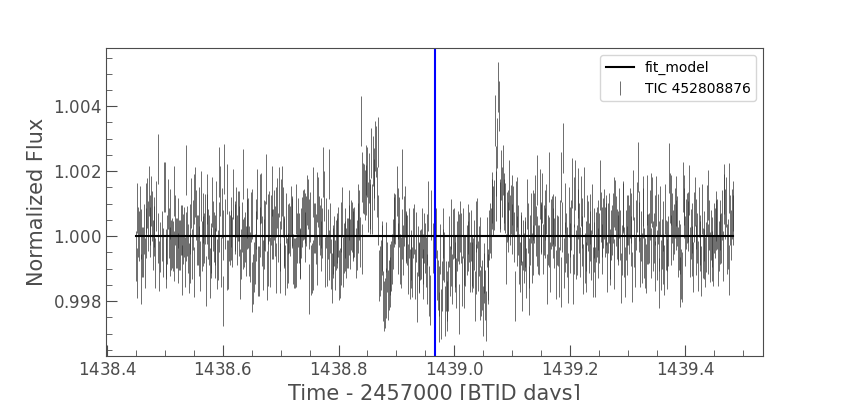 fit_model
TIC 452808876
Normalized Flux
1.004
1.002
1.000
0.998
1438.4 1438.6 1438.8 1439.0 1439.2 1439.4
Time - 2457000 [BTJD days]